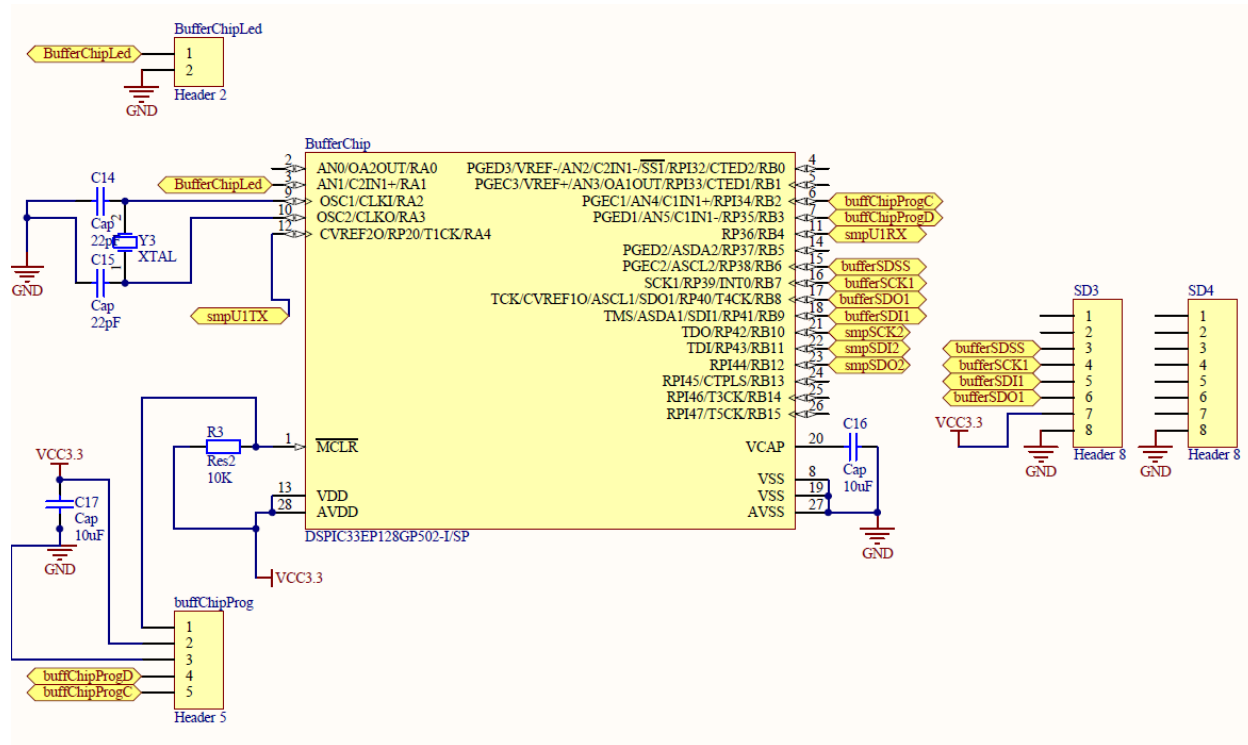 BufferChipLed
BufferChipLed
1
2
GND
Header 2
BufferChip
2
AN0/OA2OUT/RA0
BufferChipLed
3
AN1/C2IN1+/RA1
9
OSC1/CLKI/RA2
10
OSC2/CLKO/RA3
12
CVREF2O/RP20/T1CK/RA4
C14
Cap
22pF
2
Y3
XTAL
1
C15
Cap
22pF
GND
smpU1TX
PGED3/VREF-/AN2/C2IN1-/SS1/RPI32/CTED2/RB0
4
PGEC3/VREF+/AN3/OA1OUT/RPI33/CTED1/RB1
5
PGEC1/AN4/C1IN1+/RPI34/RB2
6
buffChipProgC
PGED1/AN5/C1IN1-/RP35/RB3
7
buffChipProgD
RP36/RB4
11
smpU1RX
PGED2/ASDA2/RP37/RB5
14
PGEC2/ASCL2/RP38/RB6
15
bufferSDSS
SCK1/RP39/INT0/RB7
16
bufferSCK1
TCK/CVREF1O/ASCL1/SDO1/RP40/T4CK/RB8
17
bufferSDO1
TMS/ASDA1/SDI1/RP41/RB9
18
bufferSDI1
TDO/RP42/RB10
21
smpSCK2
TDI/RP43/RB11
22
smpSDI2
RPI44/RB12
23
smpSDO2
RPI45/CTPLS/RB13
24
RPI46/T3CK/RB14
25
RPI47/T5CK/RB15
26
R3
Res2
10K
1
MCLR
13
VDD
28
AVDD
VCAP
20
C16
Cap
10uF
VSS
8
VSS
19
AVSS
27
GND
DSPIC33EP128GP502-I/SP
VCC3.3
VCC3.3
C17
Cap
10uF
GND
buffChipProg
1
2
3
buffChipProgD
4
buffChipProgC
5
Header 5
SD3
1
2
bufferSDSS
3
bufferSCK1
4
bufferSDI1
5
bufferSDO1
6
VCC3.3
7
8
GND
Header 8
SD4
1
2
3
4
5
6
7
8
GND
Header 8